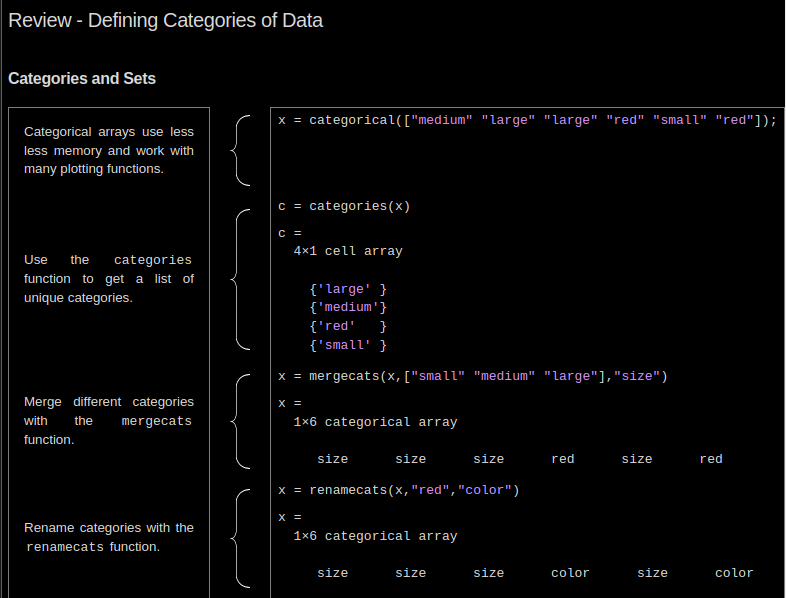 Review - Defining Categories of Data
Categories and Sets
Categorical arrays use less
less memory and work with
many plotting functions.
x = categorical(["medium" "large" "large" "red" "small" "red"]);
Use the categories
function to get a list of
unique categories.
c = categories(x)
c =
4×1 cell array
{'large' }
{'medium'}
{'red'   }
{'small' }
Merge different categories
with the mergecats
function.
x = mergecats(x,["small" "medium" "large"],"size")
x =
1×6 categorical array
size size size red size red
Rename categories with the
renamecats function.
x = renamecats(x,"red","color")
x =
1×6 categorical array
size size size color size color